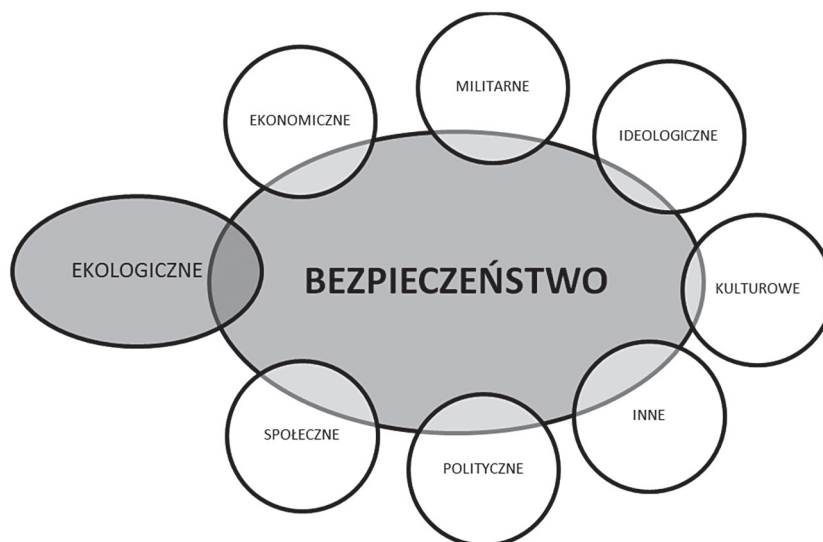 MILITARNE
EKONOMICZNE
IDEOLOGICZNE
EKOLOGICZNE
BEZPIECZEŃSTWO
KULTUROWE
SPOŁECZNE
INNE
POLITYCZNE